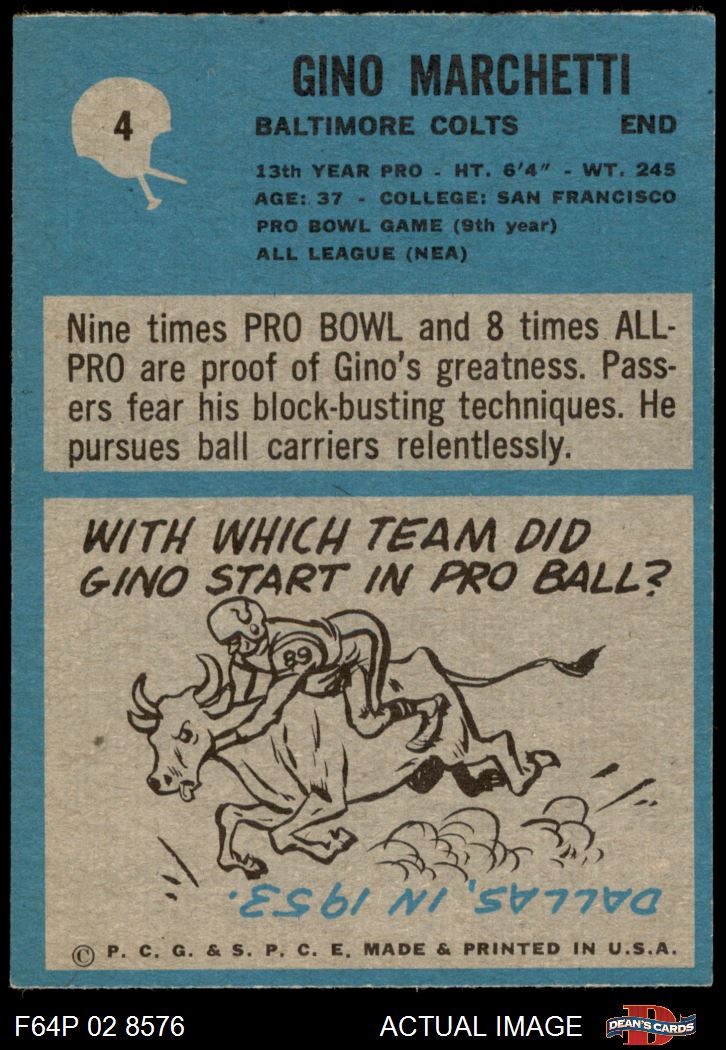 4
GINO MARCHETTI
BALTIMORE COLTS END
13th YEAR PRO - HT. 6'4" - WT. 245
AGE: 37 - COLLEGE: SAN FRANCISCO
PRO BOWL GAME (9th year)
ALL LEAGUE (NEA)
Nine times PRO BOWL and 8 times ALL-
PRO are proof of Gino's greatness. Pass-
ers fear his block-busting techniques. He
pursues ball carriers relentlessly.
WITH WHICH TEAM DID
GINO START IN PRO BALL?
89
DALLAS, IN 1953.
© P. C. G. & S. P. C. E. MADE & PRINTED IN U.S.A.
F64P 02 8576 ACTUAL IMAGE
D
DEAN'S CARDS